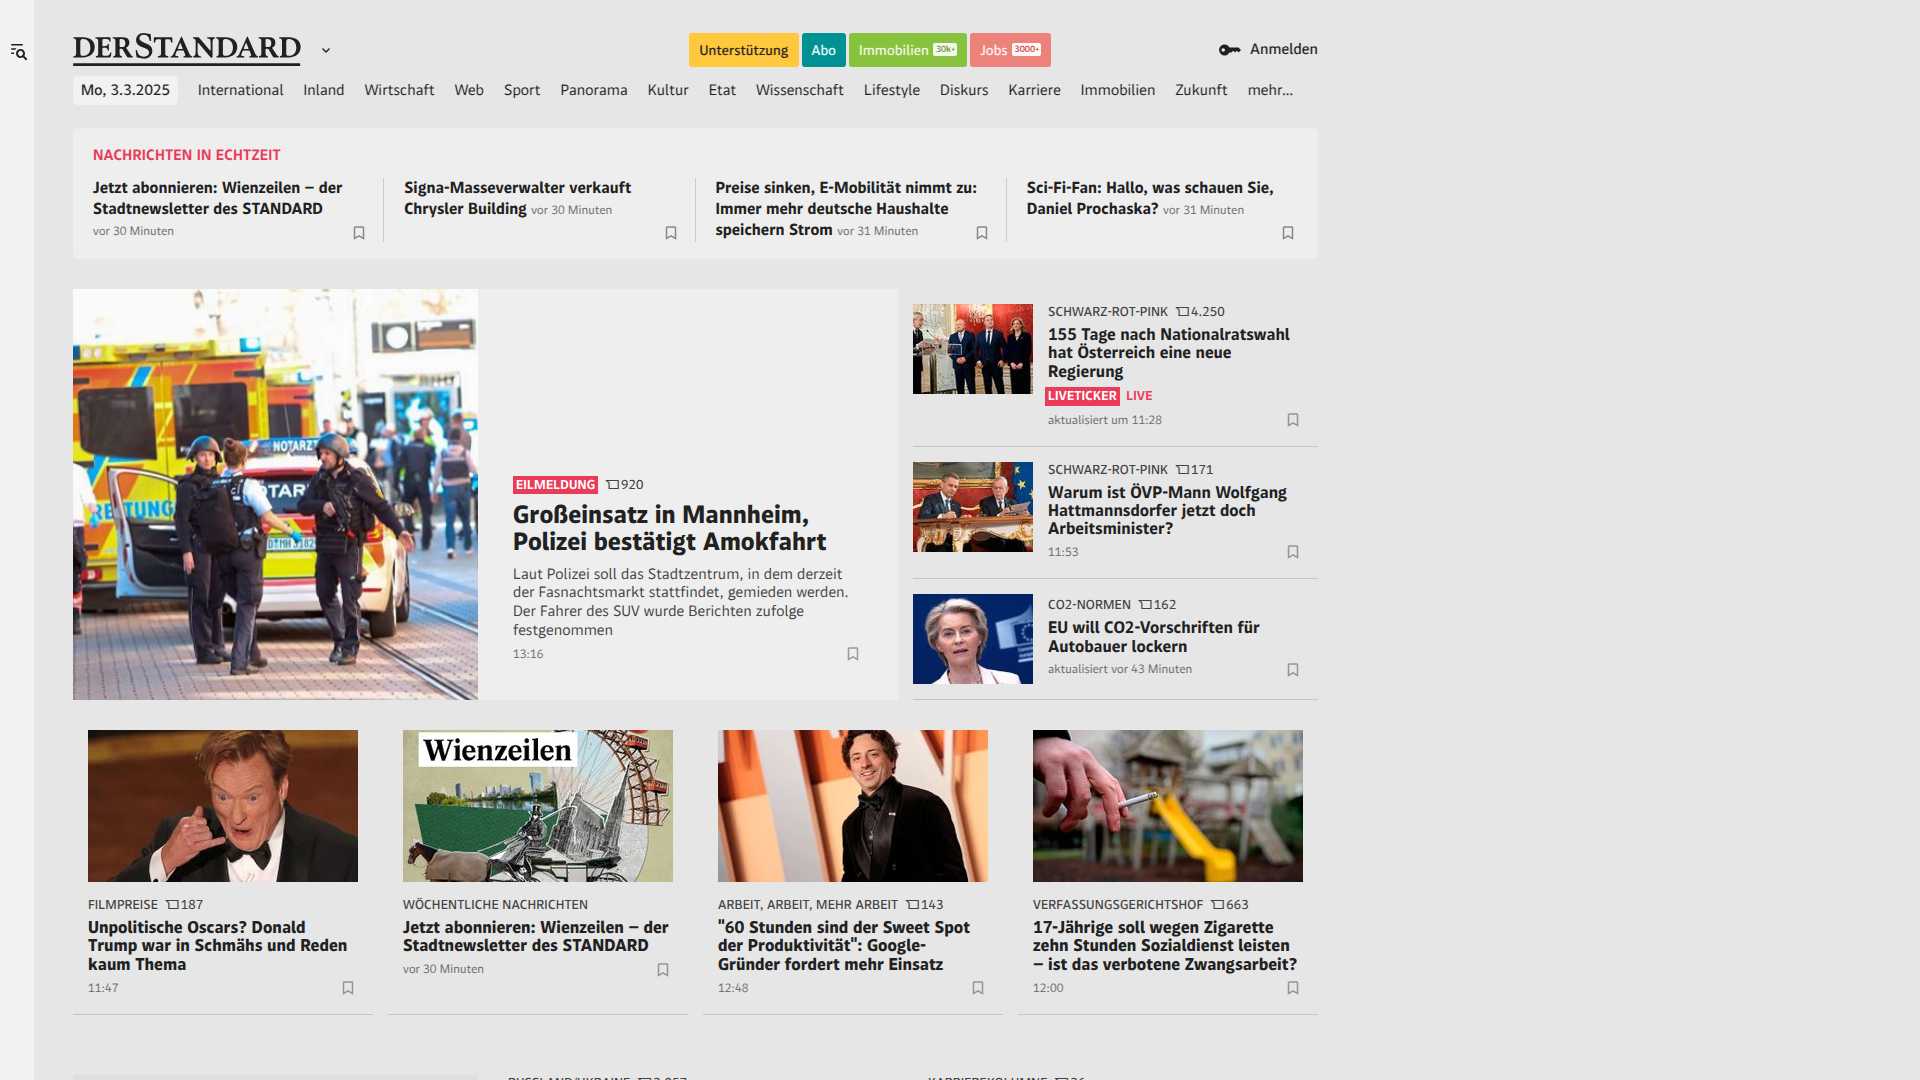 DERSTANDARD
Unterstützung
Abo
Immobilien 30k+
Jobs 3000+
Anmelden
Mo, 3.3.2025
International
Inland
Wirtschaft
Web
Sport
Panorama
Kultur
Etat
Wissenschaft
Lifestyle
Diskurs
Karriere
Immobilien
Zukunft
mehr...
NACHRICHTEN IN ECHTZEIT
Jetzt abonnieren: Wienzeilen – der
Stadtnewsletter des STANDARD
vor 30 Minuten
Signa-Masseverwalter verkauft
Chrysler Building vor 30 Minuten
Preise sinken, E-Mobilität nimmt zu:
Immer mehr deutsche Haushalte
speichern Strom vor 31 Minuten
Sci-Fi-Fan: Hallo, was schauen Sie,
Daniel Prochaska? vor 31 Minuten
NOTARZT
NOTARZ
RETTUNGS
EILMELDUNG 920
Großeinsatz in Mannheim,
Polizei bestätigt Amokfahrt
Laut Polizei soll das Stadtzentrum, in dem derzeit
der Fasnachtsmarkt stattfindet, gemieden werden.
Der Fahrer des SUV wurde Berichten zufolge
festgenommen
13:16
SCHWARZ-ROT-PINK 4.250
155 Tage nach Nationalratswahl
hat Österreich eine neue
Regierung
LIVETICKER LIVE
aktualisiert um 11:28
SCHWARZ-ROT-PINK 171
Warum ist ÖVP-Mann Wolfgang
Hattmannsdorfer jetzt doch
Arbeitsminister?
11:53
CO2-NORMEN 162
EU will CO2-Vorschriften für
Autobauer lockern
aktualisiert vor 43 Minuten
FILMPREISE 187
Unpolitische Oscars? Donald
Trump war in Schmähs und Reden
kaum Thema
11:47
Wienzeilen
WÖCHENTLICHE NACHRICHTEN
Jetzt abonnieren: Wienzeilen – der
Stadtnewsletter des STANDARD
vor 30 Minuten
ARBEIT, ARBEIT, MEHR ARBEIT 143
"60 Stunden sind der Sweet Spot
der Produktivität": Google-
Gründer fordert mehr Einsatz
12:48
VERFASSUNGSGERICHTSHOF 663
17-Jährige soll wegen Zigarette
zehn Stunden Sozialdienst leisten
– ist das verbotene Zwangsarbeit?
12:00